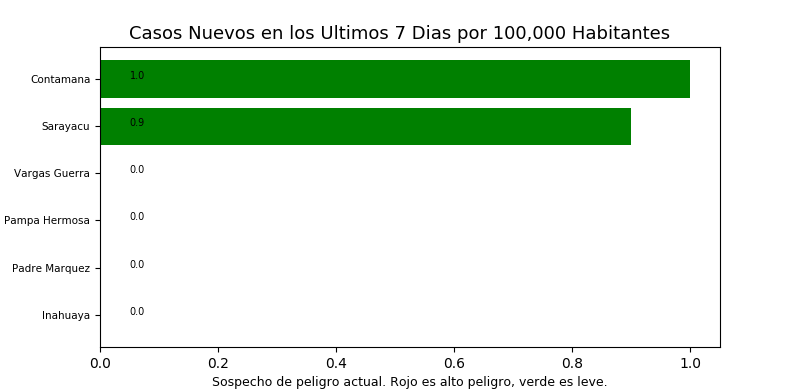 Casos Nuevos en los Ultimos 7 Dias por 100,000 Habitantes
Contamana 1.0
Sarayacu 0.9
Vargas Guerra 0.0
Pampa Hermosa 0.0
Padre Marquez 0.0
Inahuaya 0.0
0.0 0.2 0.4 0.6 0.8 1.0
Sospecho de peligro actual. Rojo es alto peligro, verde es leve.